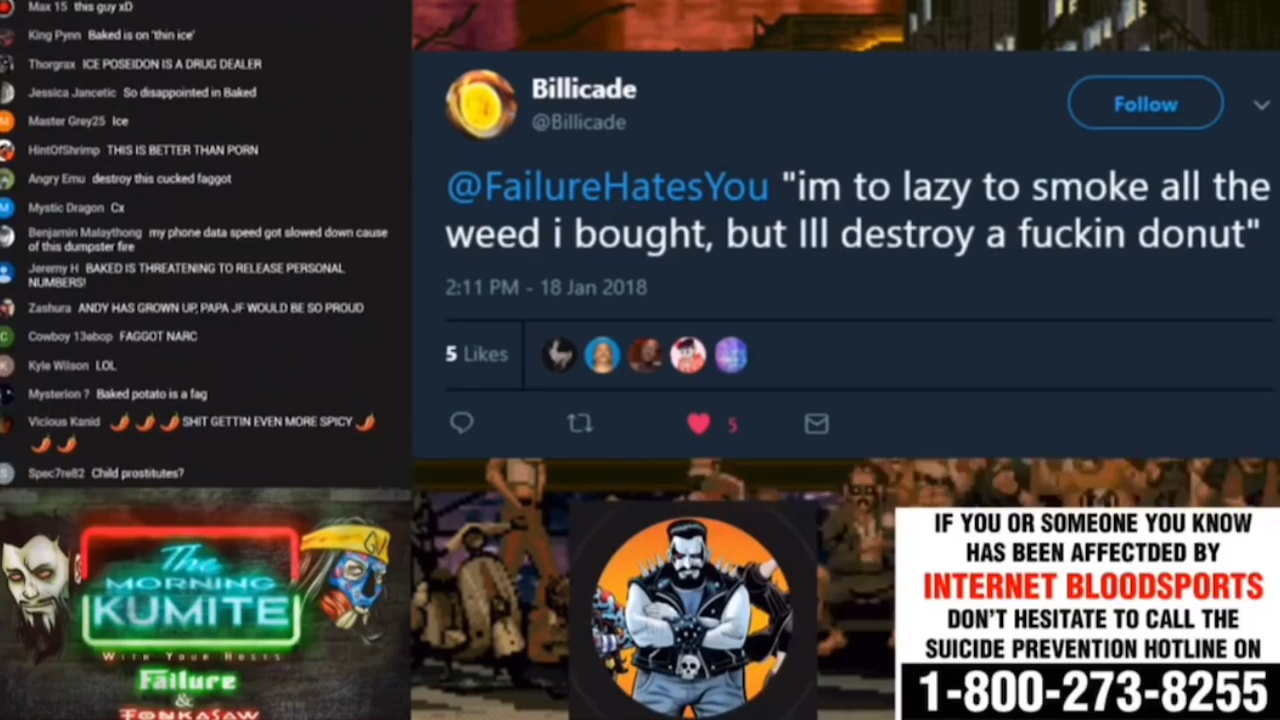 Max 15 this guy xD
King Pynn Baked is on 'thin ice'
Thorgrax ICE POSEIDON IS A DRUG DEALER
Jessica Jancetic So disappointed in Baked
Master Grey25 Ice
HintOfShrimp THIS IS BETTER THAN PORN
Angry Emu destroy this cucked faggot
Mystic Dragon Cx
Benjamin Malaythong my phone data speed got slowed down cause
of this dumpster fire
Jeremy H BAKED IS THREATENING TO RELEASE PERSONAL
NUMBERS!
Zashura ANDY HAS GROWN UP, PAPA JF WOULD BE SO PROUD
Cowboy 13ebop FAGGOT NARC
Kyle Wilson LOL
Mysterion ? Baked potato is a fag
Vicious Kanid 🌶️ 🌶️ 🌶️ SHIT GETTIN EVEN MORE SPICY 🌶️
🌶️ 🌶️
Spec7re82 Child prostitutes?
Billicade
@Billicade
Follow
@FailureHatesYou "im to lazy to smoke all the
weed i bought, but Ill destroy a fuckin donut"
2:11 PM - 18 Jan 2018
5 Likes
5
The
MORNING
KUMITE
WITH YOUR HOSTS
Failure
&
TONKASAW
IF YOU OR SOMEONE YOU KNOW
HAS BEEN AFFECTDED BY
INTERNET BLOODSPORTS
DON'T HESITATE TO CALL THE
SUICIDE PREVENTION HOTLINE ON
1-800-273-8255